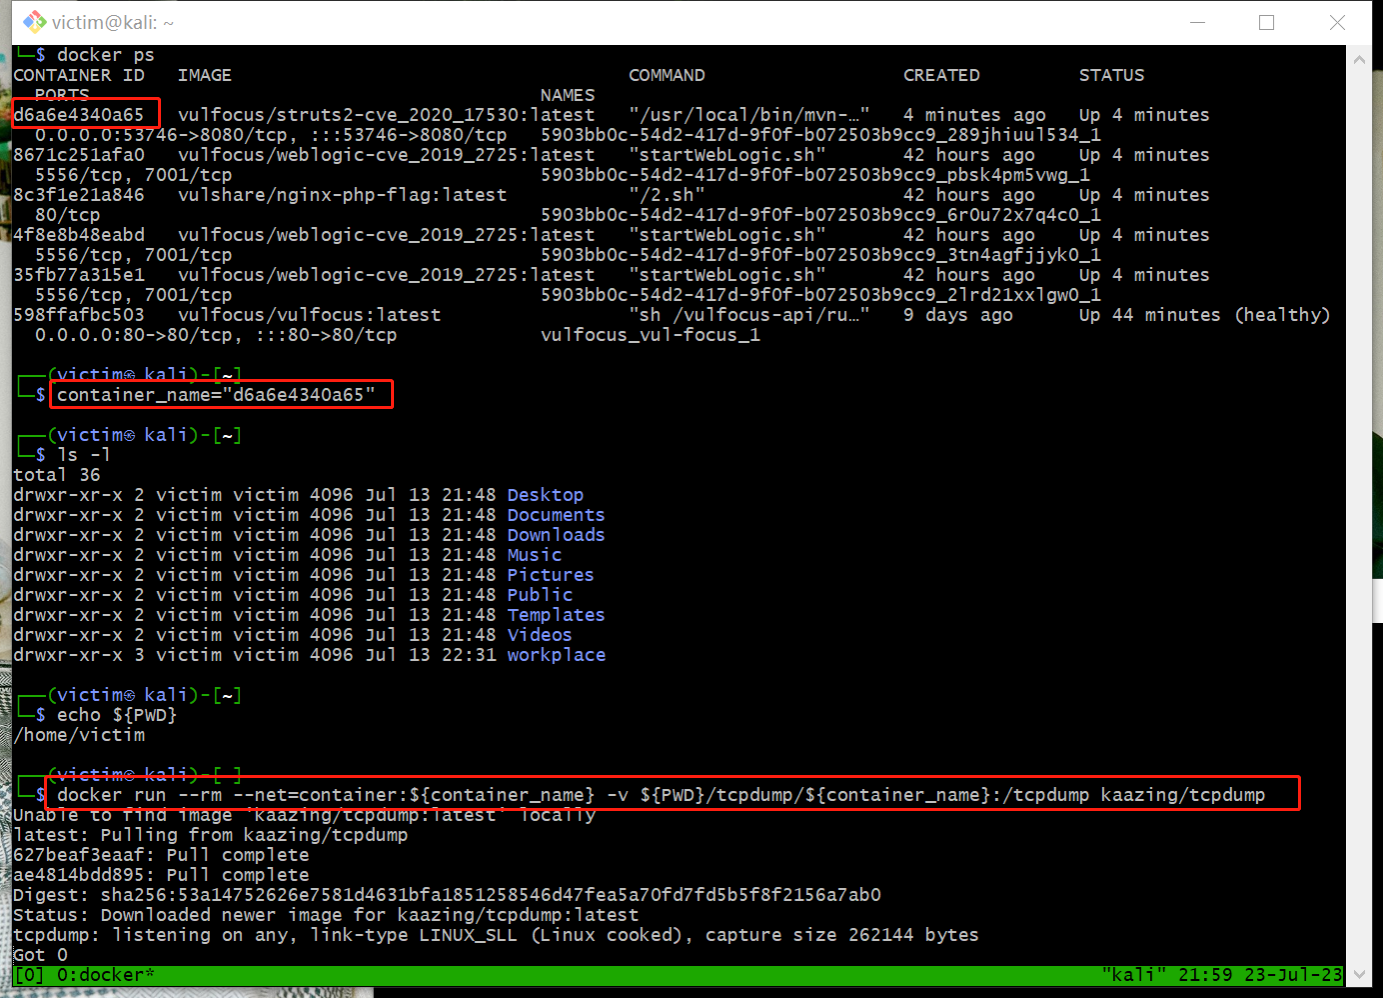 victim@kali: ~
$ docker ps
CONTAINER ID   IMAGE                                    COMMAND                  CREATED         STATUS
  PORTS                                         NAMES
d6a6e4340a65   vulfocus/struts2-cve_2020_17530:latest   "/usr/local/bin/mvn-…"   4 minutes ago   Up 4 minutes
  0.0.0.0:53746->8080/tcp, :::53746->8080/tcp   5903bb0c-54d2-417d-9f0f-b072503b9cc9_289jhiuul534_1
8671c251afa0   vulfocus/weblogic-cve_2019_2725:latest   "startWebLogic.sh"       42 hours ago    Up 4 minutes
  5556/tcp, 7001/tcp                            5903bb0c-54d2-417d-9f0f-b072503b9cc9_pbsk4pm5vwg_1
8c3f1e21a846   vulshare/nginx-php-flag:latest           "/2.sh"                  42 hours ago    Up 4 minutes
  80/tcp                                        5903bb0c-54d2-417d-9f0f-b072503b9cc9_6r0u72x7q4c0_1
4f8e8b48eabd   vulfocus/weblogic-cve_2019_2725:latest   "startWebLogic.sh"       42 hours ago    Up 4 minutes
  5556/tcp, 7001/tcp                            5903bb0c-54d2-417d-9f0f-b072503b9cc9_3tn4agfjjyk0_1
35fb77a315e1   vulfocus/weblogic-cve_2019_2725:latest   "startWebLogic.sh"       42 hours ago    Up 4 minutes
  5556/tcp, 7001/tcp                            5903bb0c-54d2-417d-9f0f-b072503b9cc9_2lrd21xxlgw0_1
598ffafbc503   vulfocus/vulfocus:latest                 "sh /vulfocus-api/ru…"   9 days ago      Up 44 minutes (healthy)
  0.0.0.0:80->80/tcp, :::80->80/tcp             vulfocus_vul-focus_1
┌──(victim㉿kali)-[~]
└─$ container_name="d6a6e4340a65"
┌──(victim㉿kali)-[~]
└─$ ls -l
total 36
drwxr-xr-x 2 victim victim 4096 Jul 13 21:48 Desktop
drwxr-xr-x 2 victim victim 4096 Jul 13 21:48 Documents
drwxr-xr-x 2 victim victim 4096 Jul 13 21:48 Downloads
drwxr-xr-x 2 victim victim 4096 Jul 13 21:48 Music
drwxr-xr-x 2 victim victim 4096 Jul 13 21:48 Pictures
drwxr-xr-x 2 victim victim 4096 Jul 13 21:48 Public
drwxr-xr-x 2 victim victim 4096 Jul 13 21:48 Templates
drwxr-xr-x 2 victim victim 4096 Jul 13 21:48 Videos
drwxr-xr-x 3 victim victim 4096 Jul 13 22:31 workplace
┌──(victim㉿kali)-[~]
└─$ echo ${PWD}
/home/victim
┌──(victim㉿kali)-[~]
└─$ docker run --rm --net=container:${container_name} -v ${PWD}/tcpdump/${container_name}:/tcpdump kaazing/tcpdump
Unable to find image 'kaazing/tcpdump:latest' locally
latest: Pulling from kaazing/tcpdump
627beaf3eaaf: Pull complete
ae4814bdd895: Pull complete
Digest: sha256:53a14752626e7581d4631bfa1851258546d47fea5a70fd7fd5b5f8f2156a7ab0
Status: Downloaded newer image for kaazing/tcpdump:latest
tcpdump: listening on any, link-type LINUX_SLL (Linux cooked), capture size 262144 bytes
Got 0
[0] 0:docker* "kali" 21:59 23-Jul-23